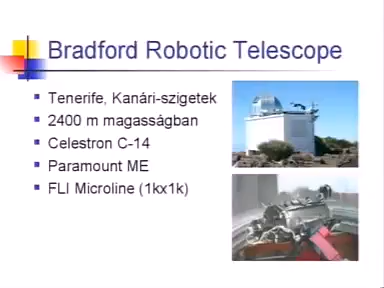 Bradford Robotic Telescope
Tenerife, Kanári-szigetek
2400 m magasságban
Celestron C-14
Paramount ME
FLI Microline (1kx1k)